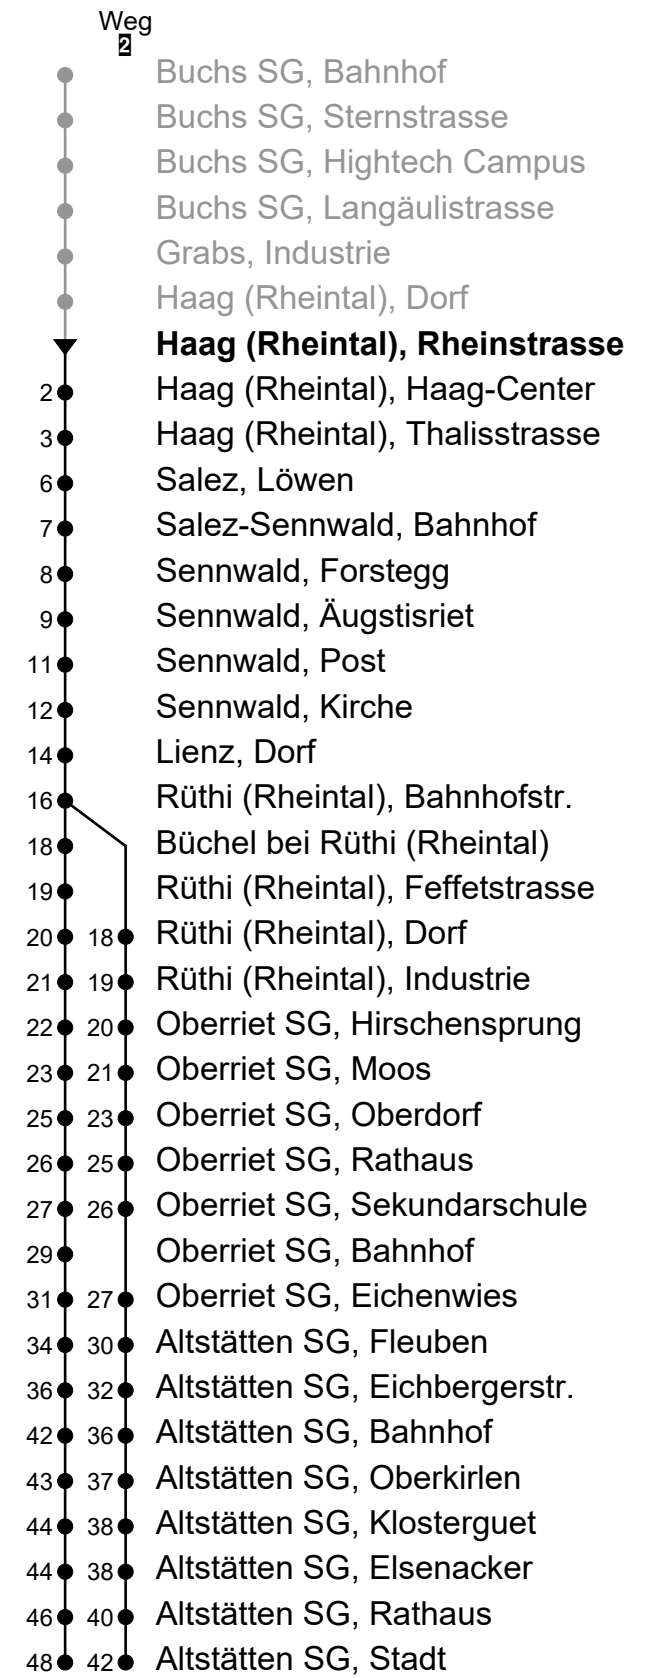 Weg
2
Buchs SG, Bahnhof
Buchs SG, Sternstrasse
Buchs SG, Hightech Campus
Buchs SG, Langäulistrasse
Grabs, Industrie
Haag (Rheintal), Dorf
Haag (Rheintal), Rheinstrasse
2 Haag (Rheintal), Haag-Center
3 Haag (Rheintal), Thalisstrasse
6 Salez, Löwen
7 Salez-Sennwald, Bahnhof
8 Sennwald, Forstegg
9 Sennwald, Äugstisriet
11 Sennwald, Post
12 Sennwald, Kirche
14 Lienz, Dorf
16 Rüthi (Rheintal), Bahnhofstr.
18 Büchel bei Rüthi (Rheintal)
19 Rüthi (Rheintal), Feffetstrasse
20 18 Rüthi (Rheintal), Dorf
21 19 Rüthi (Rheintal), Industrie
22 20 Oberriet SG, Hirschensprung
23 21 Oberriet SG, Moos
25 23 Oberriet SG, Oberdorf
26 25 Oberriet SG, Rathaus
27 26 Oberriet SG, Sekundarschule
29 Oberriet SG, Bahnhof
31 27 Oberriet SG, Eichenwies
34 30 Altstätten SG, Fleuben
36 32 Altstätten SG, Eichbergerstr.
42 36 Altstätten SG, Bahnhof
43 37 Altstätten SG, Oberkirlen
44 38 Altstätten SG, Klosterguet
44 38 Altstätten SG, Elsenacker
46 40 Altstätten SG, Rathaus
48 42 Altstätten SG, Stadt